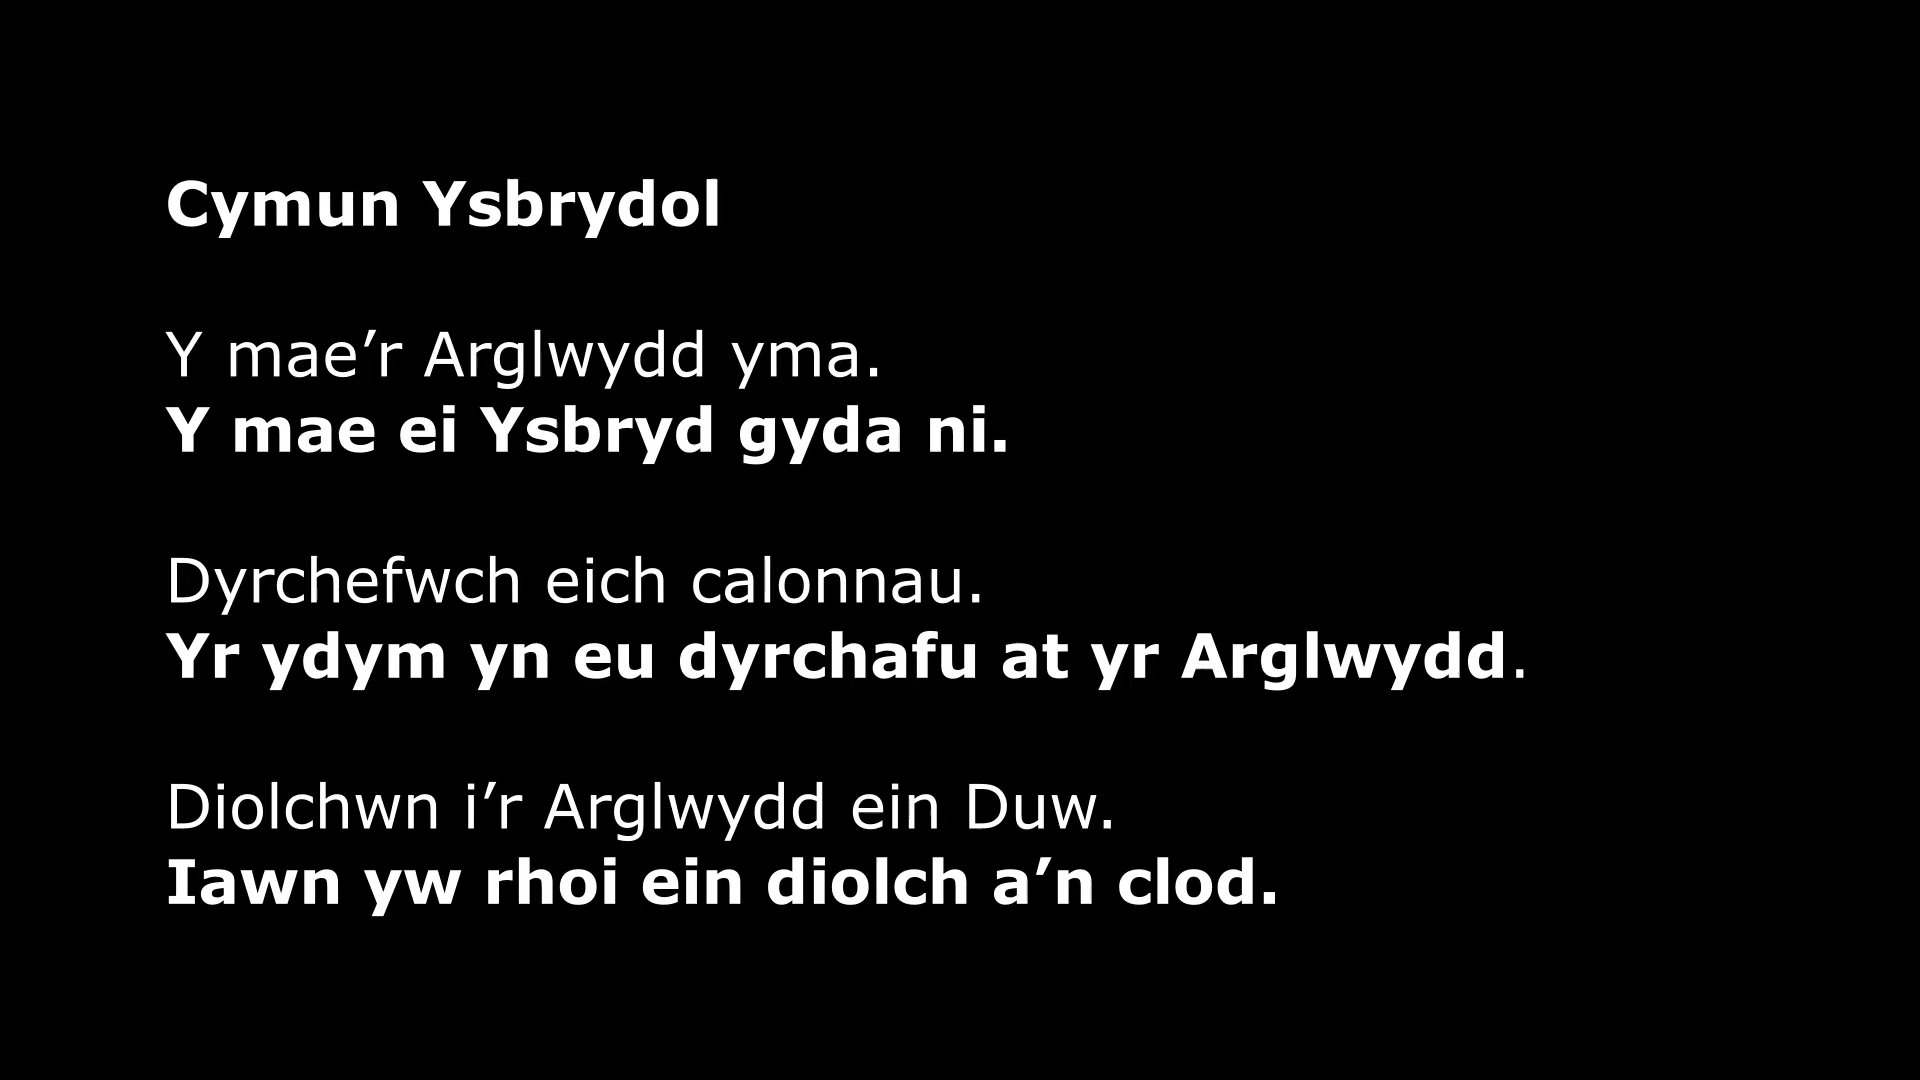 Cymun Ysbrydol
Y mae’r Arglwydd yma.
Y mae ei Ysbryd gyda ni.
Dyrchefwch eich calonnau.
Yr ydym yn eu dyrchafu at yr Arglwydd.
Diolchwn i’r Arglwydd ein Duw.
Iawn yw rhoi ein diolch a’n clod.